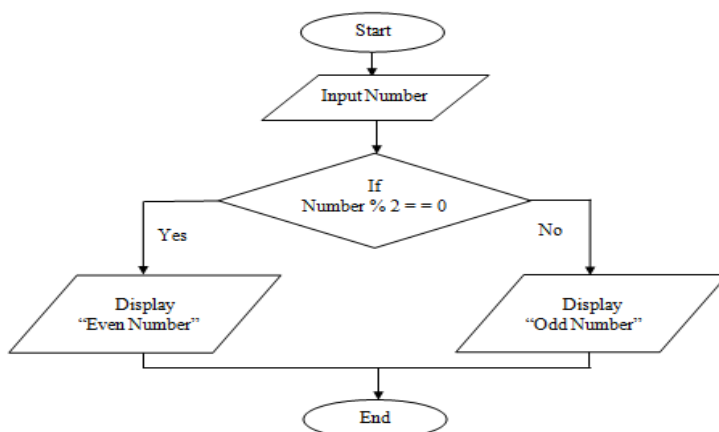 Start
Input Number
If
Number % 2 = = 0
Yes
No
Display
“Even Number”
Display
“Odd Number”
End